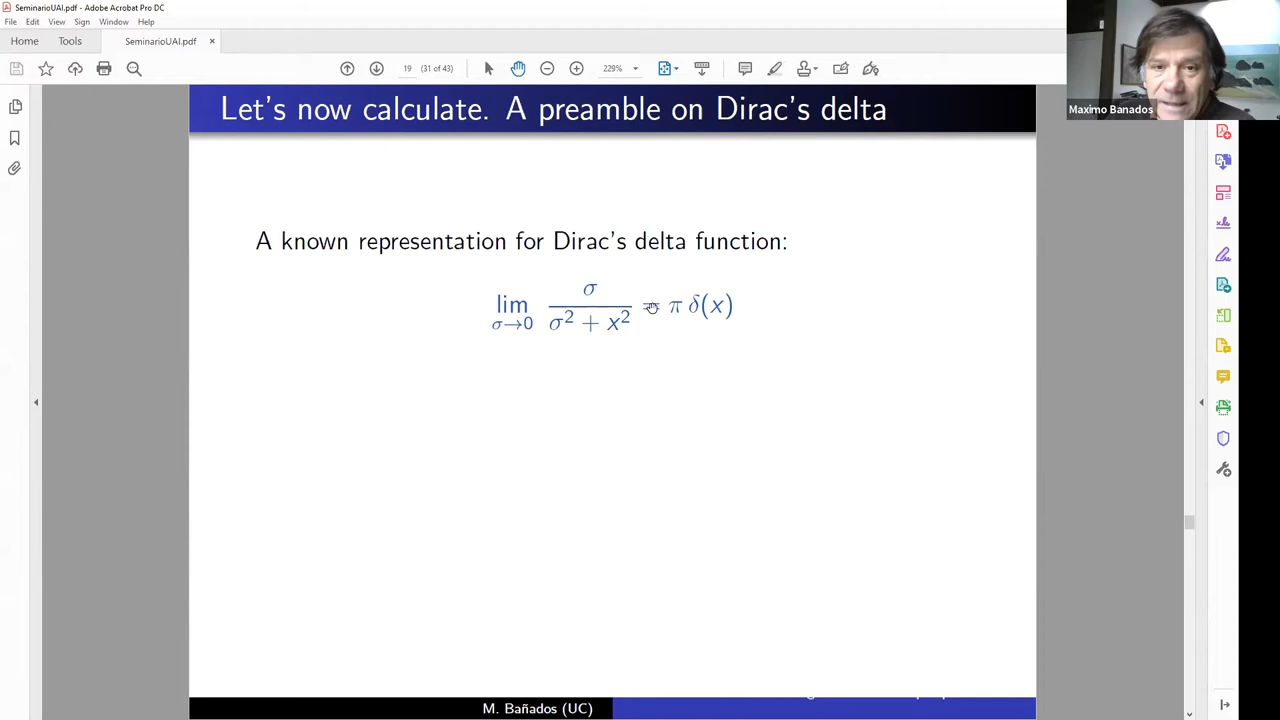 SeminarioUAI.pdf - Adobe Acrobat Pro DC
File Edit View Sign Window Help
Home Tools SeminarioUAI.pdf ×
19 (31 of 43) 229%
Let's now calculate. A preamble on Dirac's delta
Maximo Banados
A known representation for Dirac's delta function:
lim σ→0 σ / (σ² + x²) = π δ(x)
M. Bañados (UC)